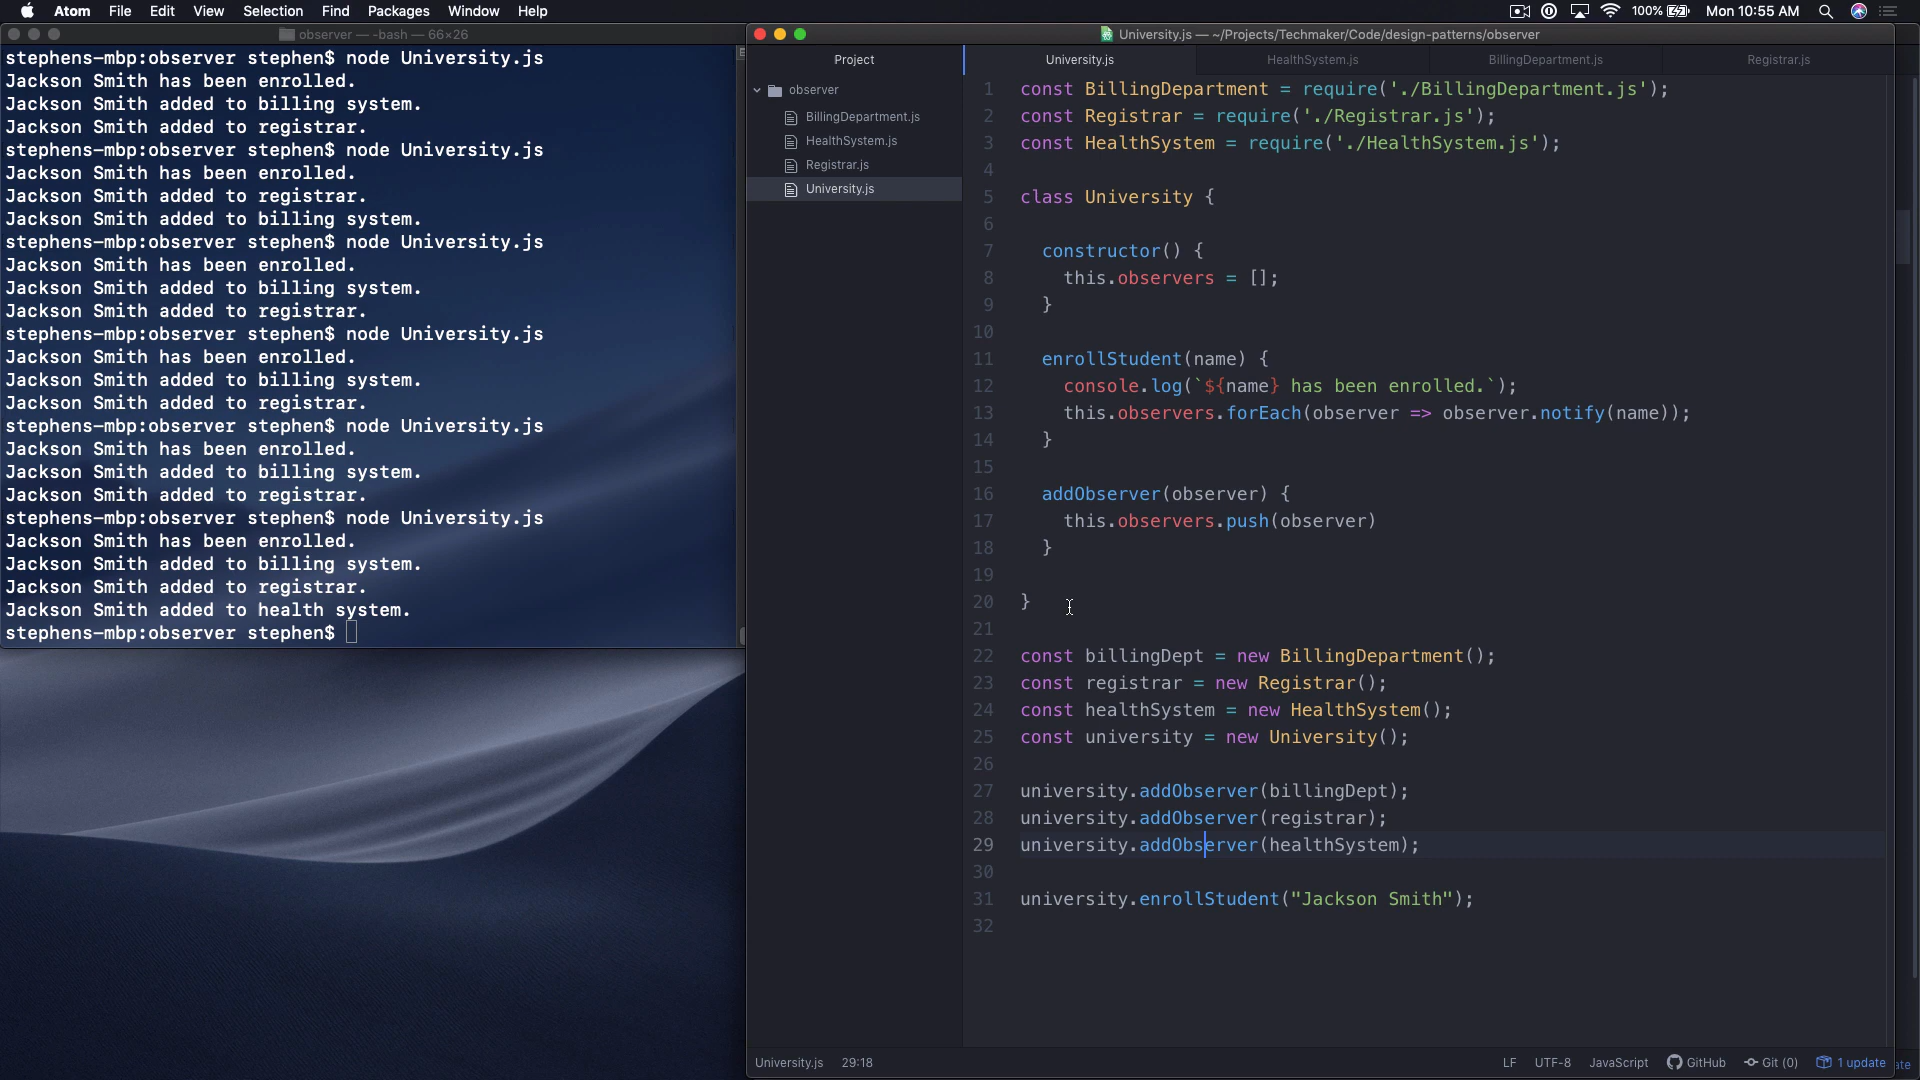 Atom File Edit View Selection Find Packages Window Help
100% Mon 10:55 AM
observer — -bash — 66×26
stephens-mbp:observer stephen$ node University.js
Jackson Smith has been enrolled.
Jackson Smith added to billing system.
Jackson Smith added to registrar.
stephens-mbp:observer stephen$ node University.js
Jackson Smith has been enrolled.
Jackson Smith added to registrar.
Jackson Smith added to billing system.
stephens-mbp:observer stephen$ node University.js
Jackson Smith has been enrolled.
Jackson Smith added to billing system.
Jackson Smith added to registrar.
stephens-mbp:observer stephen$ node University.js
Jackson Smith has been enrolled.
Jackson Smith added to billing system.
Jackson Smith added to registrar.
stephens-mbp:observer stephen$ node University.js
Jackson Smith has been enrolled.
Jackson Smith added to billing system.
Jackson Smith added to registrar.
stephens-mbp:observer stephen$ node University.js
Jackson Smith has been enrolled.
Jackson Smith added to billing system.
Jackson Smith added to registrar.
Jackson Smith added to health system.
stephens-mbp:observer stephen$
University.js — ~/Projects/Techmaker/Code/design-patterns/observer
Project
observer
BillingDepartment.js
HealthSystem.js
Registrar.js
University.js
University.js HealthSystem.js BillingDepartment.js Registrar.js
1 const BillingDepartment = require('./BillingDepartment.js');
2 const Registrar = require('./Registrar.js');
3 const HealthSystem = require('./HealthSystem.js');
4
5 class University {
6
7 constructor() {
8 this.observers = [];
9 }
10
11 enrollStudent(name) {
12 console.log(`${name} has been enrolled.`);
13 this.observers.forEach(observer => observer.notify(name));
14 }
15
16 addObserver(observer) {
17 this.observers.push(observer)
18 }
19
20 }
21
22 const billingDept = new BillingDepartment();
23 const registrar = new Registrar();
24 const healthSystem = new HealthSystem();
25 const university = new University();
26
27 university.addObserver(billingDept);
28 university.addObserver(registrar);
29 university.addObserver(healthSystem);
30
31 university.enrollStudent("Jackson Smith");
32
University.js 29:18
LF UTF-8 JavaScript GitHub Git (0) 1 update